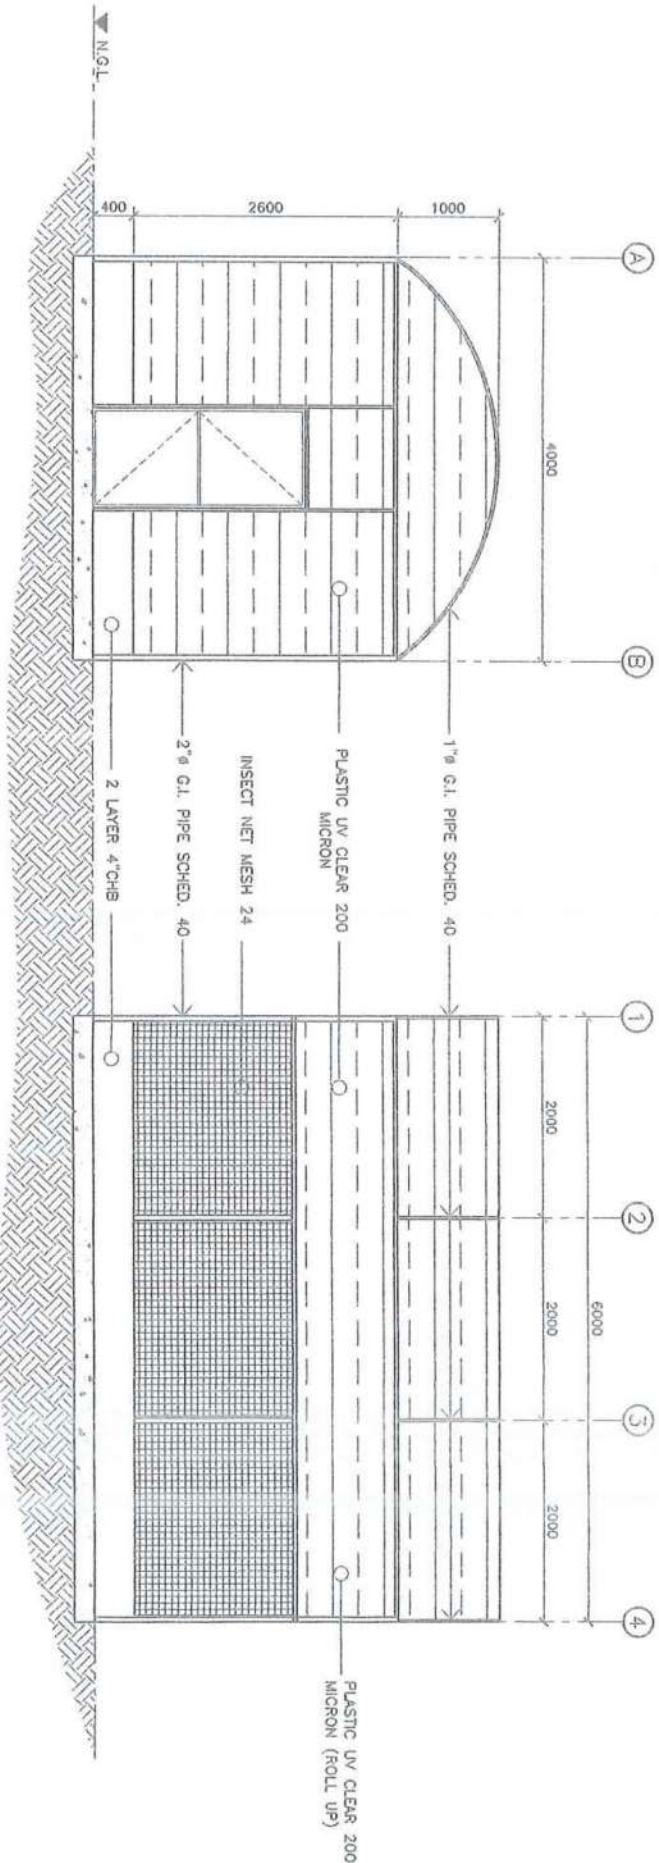 A
B
1
2
3
4
4000
6000
2000
2000
2000
1000
2600
400
N.G.L.
1"ø G.I. PIPE SCHED. 40
PLASTIC UV CLEAR 200
MICRON
INSECT NET MESH 24
2"ø G.I. PIPE SCHED. 40
2 LAYER 4"CHB
PLASTIC UV CLEAR 200
MICRON (ROLL UP)